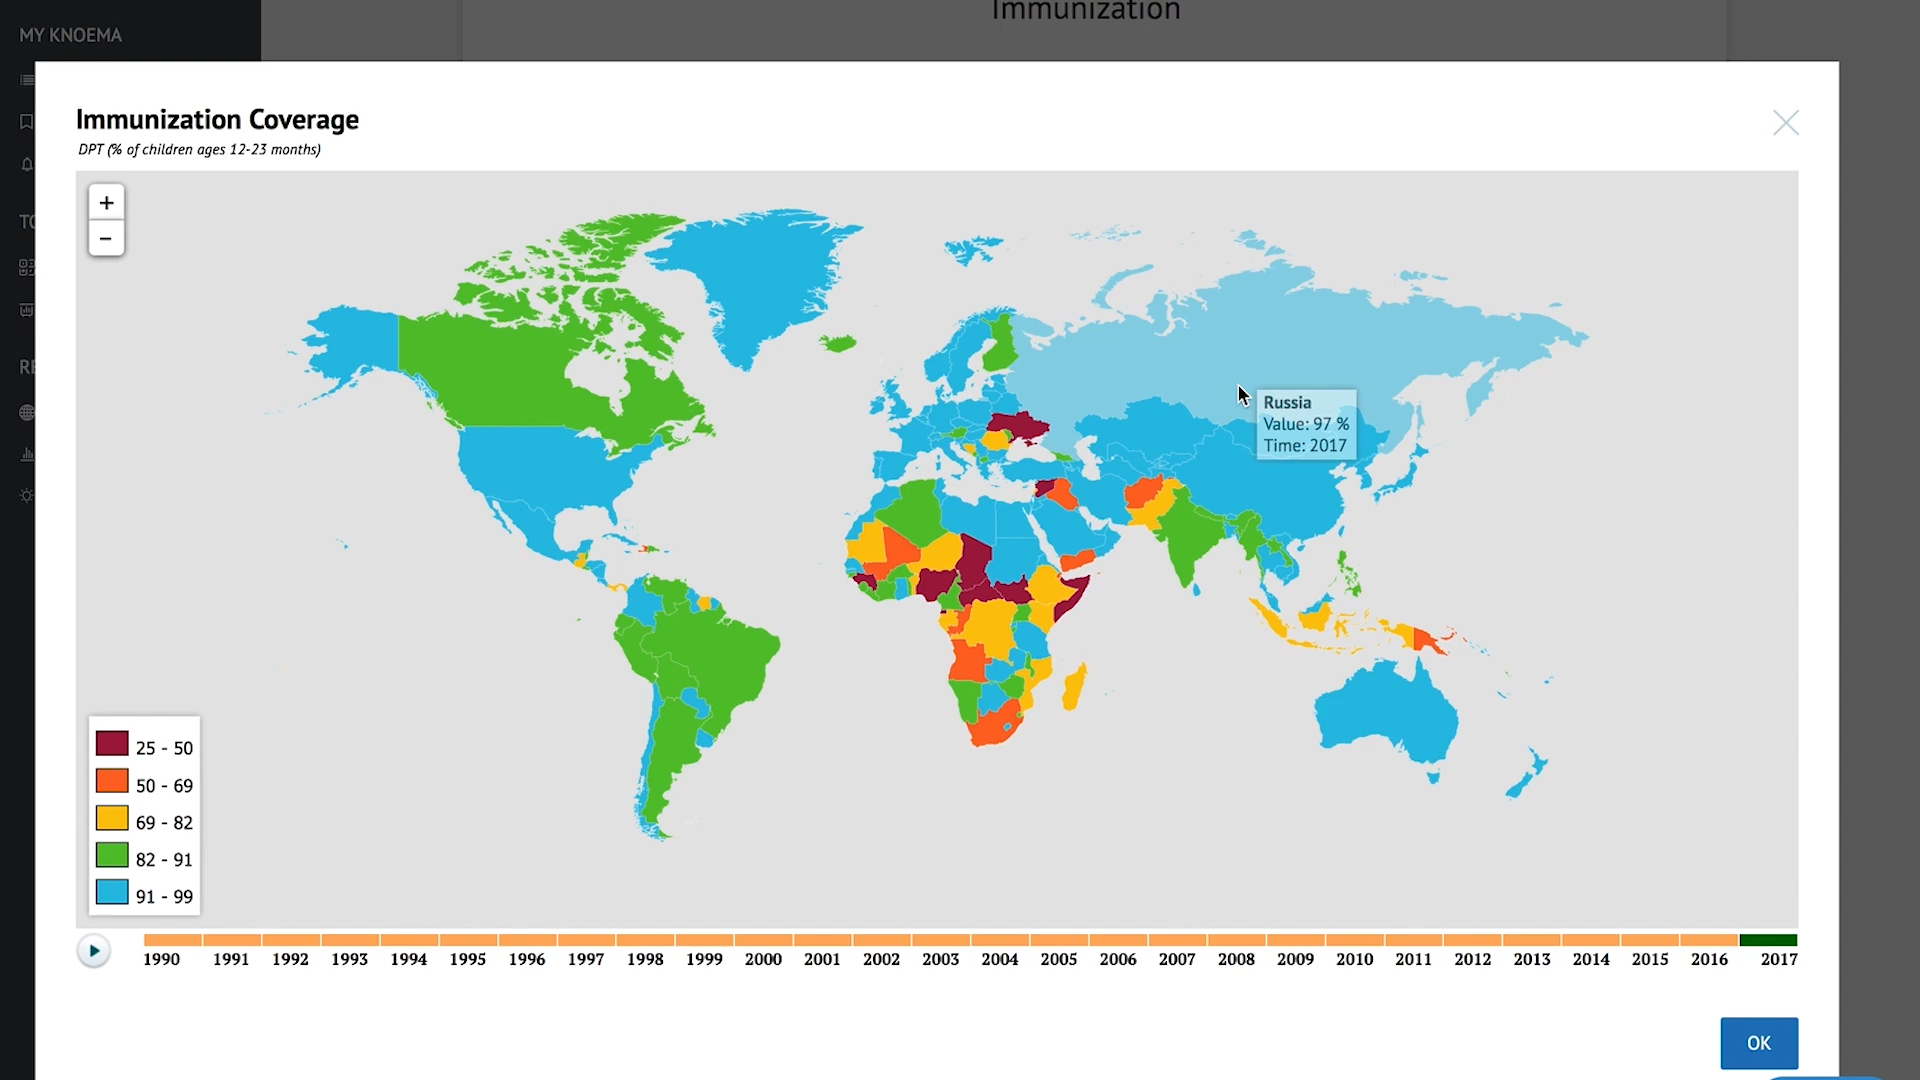 Immunization
MY KNOEMA
TO
RE
Immunization Coverage
DPT (% of children ages 12-23 months)
+
−
Russia
Value: 97 %
Time: 2017
25 - 50
50 - 69
69 - 82
82 - 91
91 - 99
1990 1991 1992 1993 1994 1995 1996 1997 1998 1999 2000 2001 2002 2003 2004 2005 2006 2007 2008 2009 2010 2011 2012 2013 2014 2015 2016 2017
OK